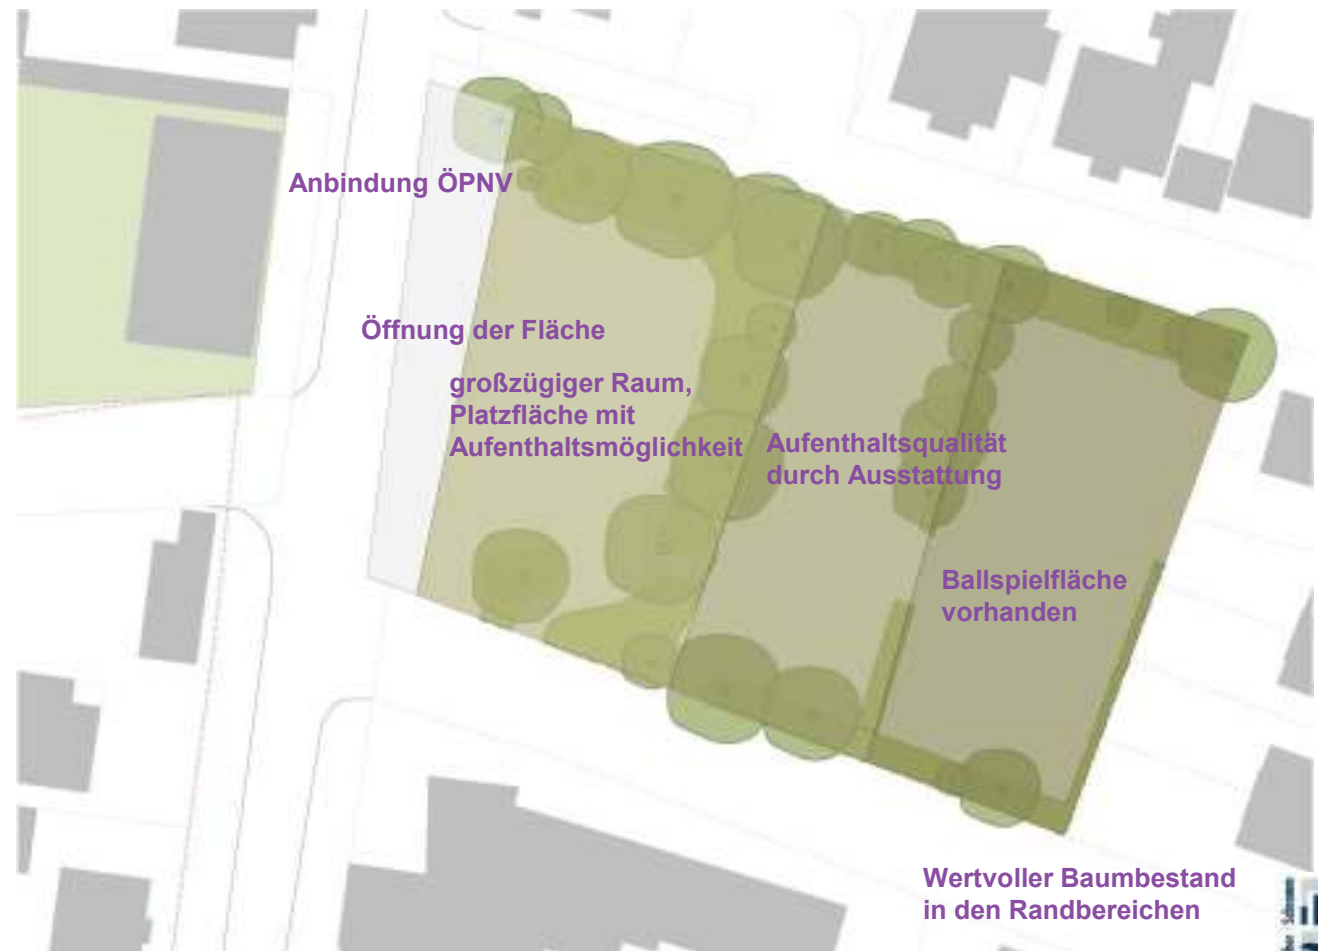 Anbindung ÖPNV
Öffnung der Fläche
großzügiger Raum,
Platzfläche mit
Aufenthaltsmöglichkeit
Aufenthaltsqualität
durch Ausstattung
Ballspielfläche
vorhanden
Wertvoller Baumbestand
in den Randbereichen